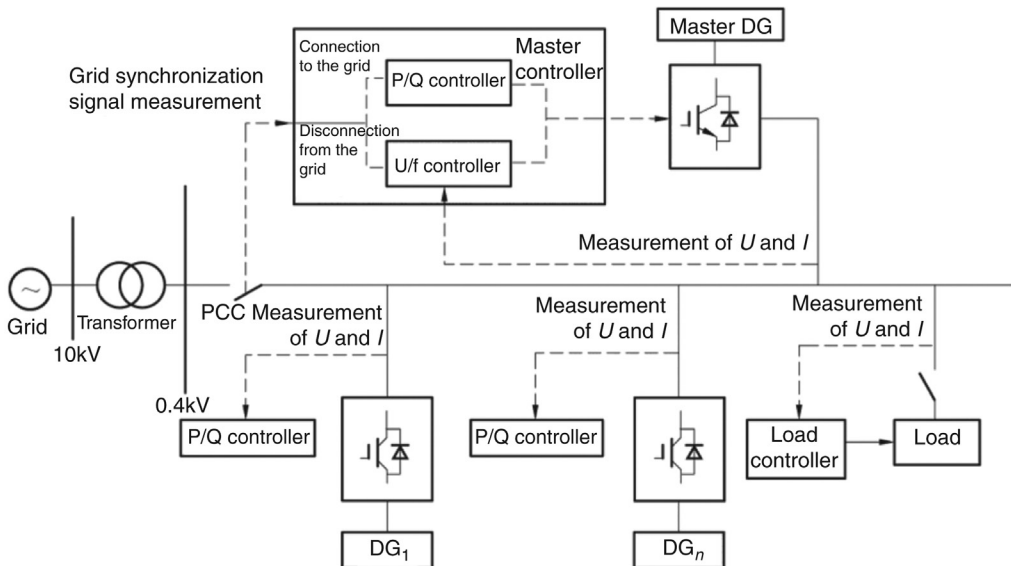 Master DG
Connection
to the grid
Master
controller
P/Q controller
Grid synchronization
signal measurement
Disconnection
from the
grid
U/f controller
Measurement of U and I
~
Grid
Transformer
10kV
0.4kV
PCC
Measurement
of U and I
Measurement
of U and I
Measurement
of U and I
P/Q controller
P/Q controller
Load
controller
Load
DG1
DGn